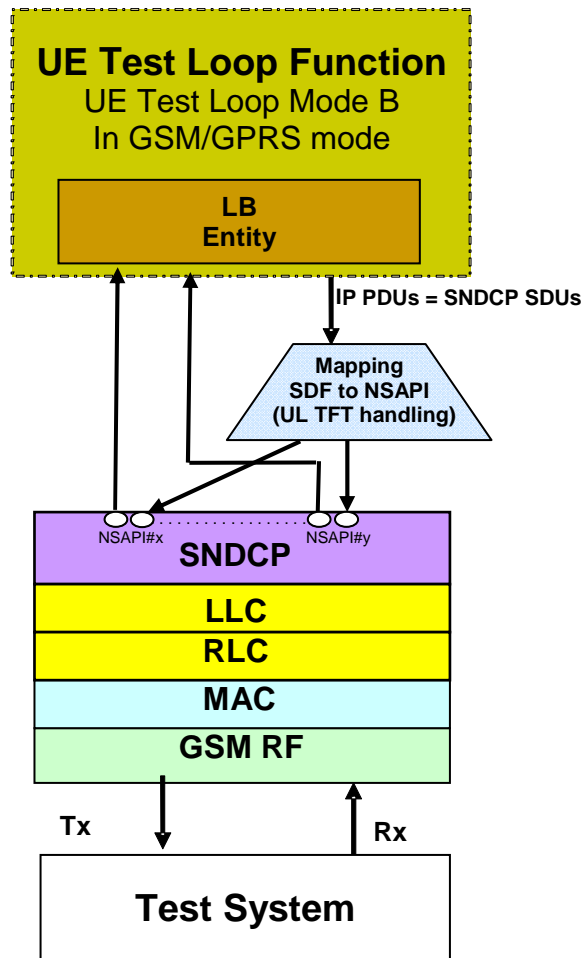 UE Test Loop Function
UE Test Loop Mode B
In GSM/GPRS mode
LB
Entity
IP PDUs = SNDCP SDUs
Mapping
SDF to NSAPI
(UL TFT handling)
NSAPI#x
NSAPI#y
SNDCP
LLC
RLC
MAC
GSM RF
Tx
Rx
Test System